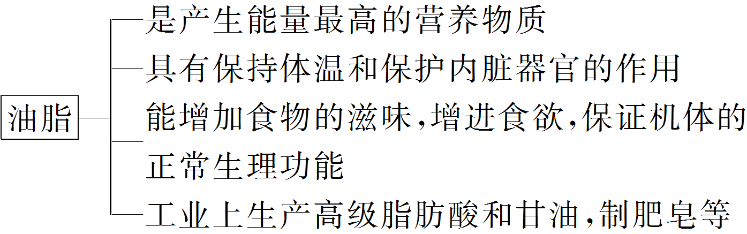 是产生能量最高的营养物质
具有保持体温和保护内脏器官的作用
油脂
能增加食物的滋味,增进食欲,保证机体的
正常生理功能
工业上生产高级脂肪酸和甘油,制肥皂等